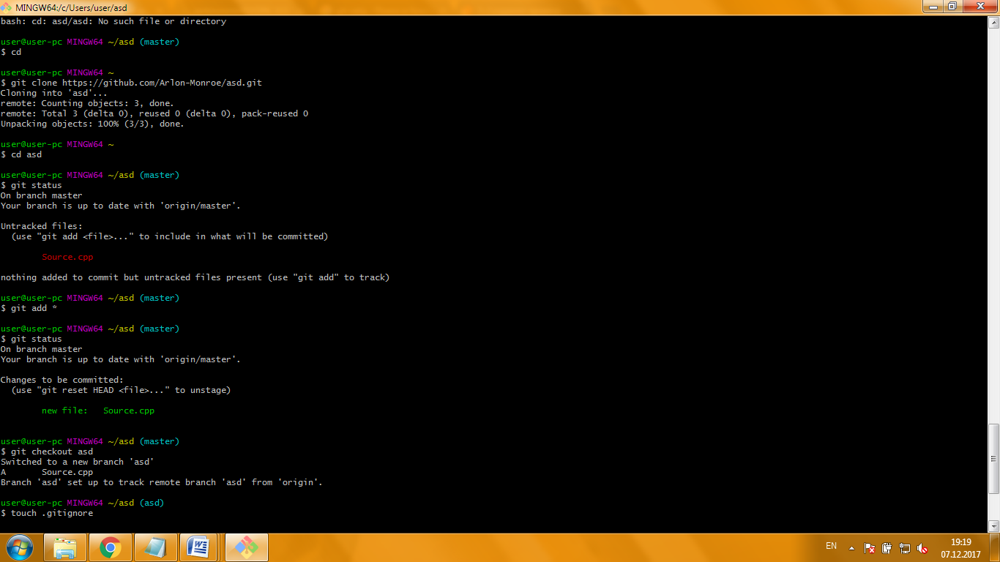 MINGW64:/c/Users/user/asd
bash: cd: asd/asd: No such file or directory
user@user-pc MINGW64 ~/asd (master)
$ cd
user@user-pc MINGW64 ~
$ git clone https://github.com/Arlon-Monroe/asd.git
Cloning into 'asd'...
remote: Counting objects: 3, done.
remote: Total 3 (delta 0), reused 0 (delta 0), pack-reused 0
Unpacking objects: 100% (3/3), done.
user@user-pc MINGW64 ~
$ cd asd
user@user-pc MINGW64 ~/asd (master)
$ git status
On branch master
Your branch is up to date with 'origin/master'.
Untracked files:
  (use "git add <file>..." to include in what will be committed)
        Source.cpp
nothing added to commit but untracked files present (use "git add" to track)
user@user-pc MINGW64 ~/asd (master)
$ git add *
user@user-pc MINGW64 ~/asd (master)
$ git status
On branch master
Your branch is up to date with 'origin/master'.
Changes to be committed:
  (use "git reset HEAD <file>..." to unstage)
        new file:   Source.cpp
user@user-pc MINGW64 ~/asd (master)
$ git checkout asd
Switched to a new branch 'asd'
A       Source.cpp
Branch 'asd' set up to track remote branch 'asd' from 'origin'.
user@user-pc MINGW64 ~/asd (asd)
$ touch .gitignore
EN
19:19
07.12.2017